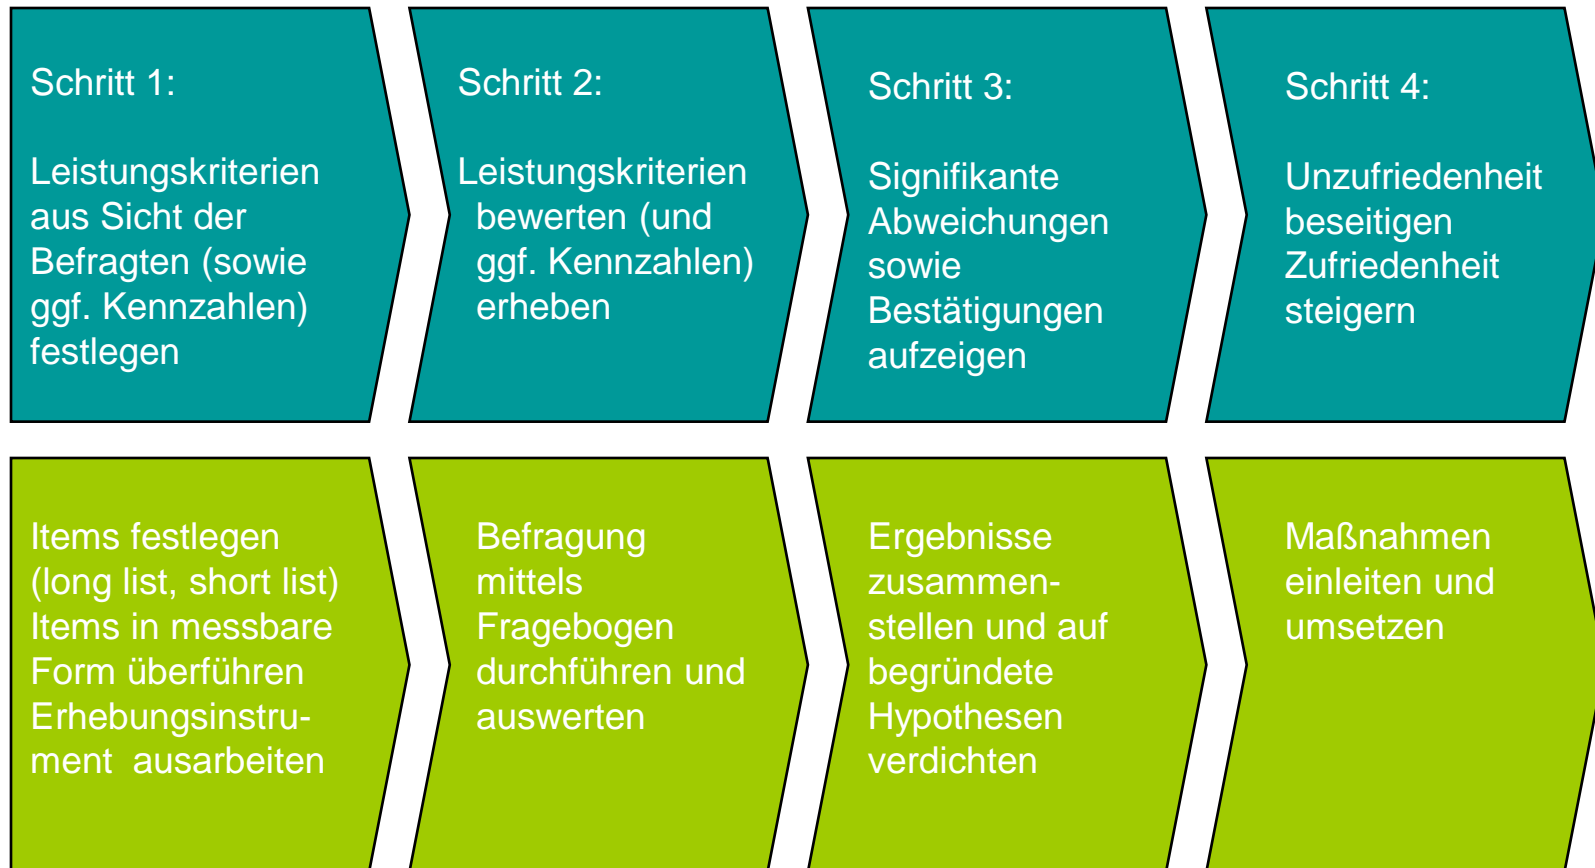 Schritt 1:
Leistungskriterien
aus Sicht der
Befragten (sowie
ggf. Kennzahlen)
festlegen
Schritt 2:
Leistungskriterien
bewerten (und
ggf. Kennzahlen)
erheben
Schritt 3:
Signifikante
Abweichungen
sowie
Bestätigungen
aufzeigen
Schritt 4:
Unzufriedenheit
beseitigen
Zufriedenheit
steigern
Items festlegen
(long list, short list)
Items in messbare
Form überführen
Erhebungsinstru-
ment ausarbeiten
Befragung
mittels
Fragebogen
durchführen und
auswerten
Ergebnisse
zusammen-
stellen und auf
begründete
Hypothesen
verdichten
Maßnahmen
einleiten und
umsetzen